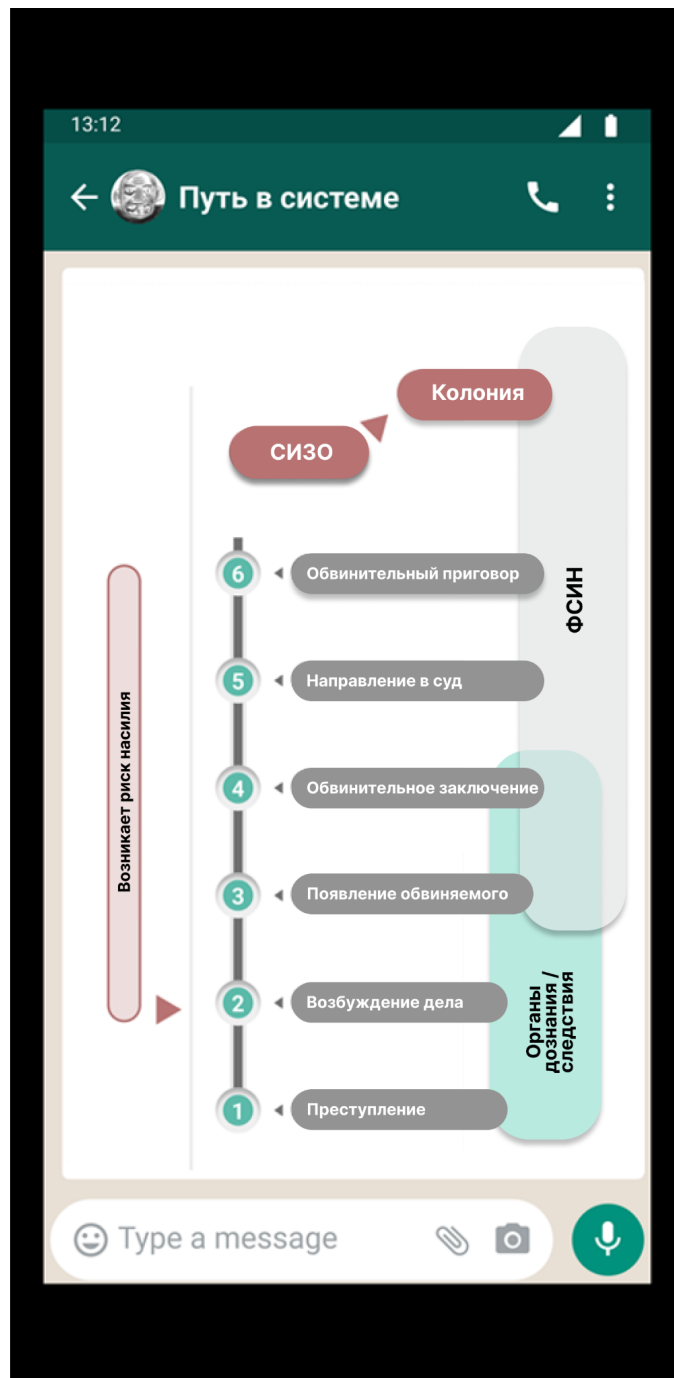 13:12
Путь в системе
Колония
СИЗО
ФСИН
6
Обвинительный приговор
5
Направление в суд
Возникает риск насилия
4
Обвинительное заключение
3
Появление обвиняемого
2
Возбуждение дела
Органы
дознания /
следствия
1
Преступление
Type a message